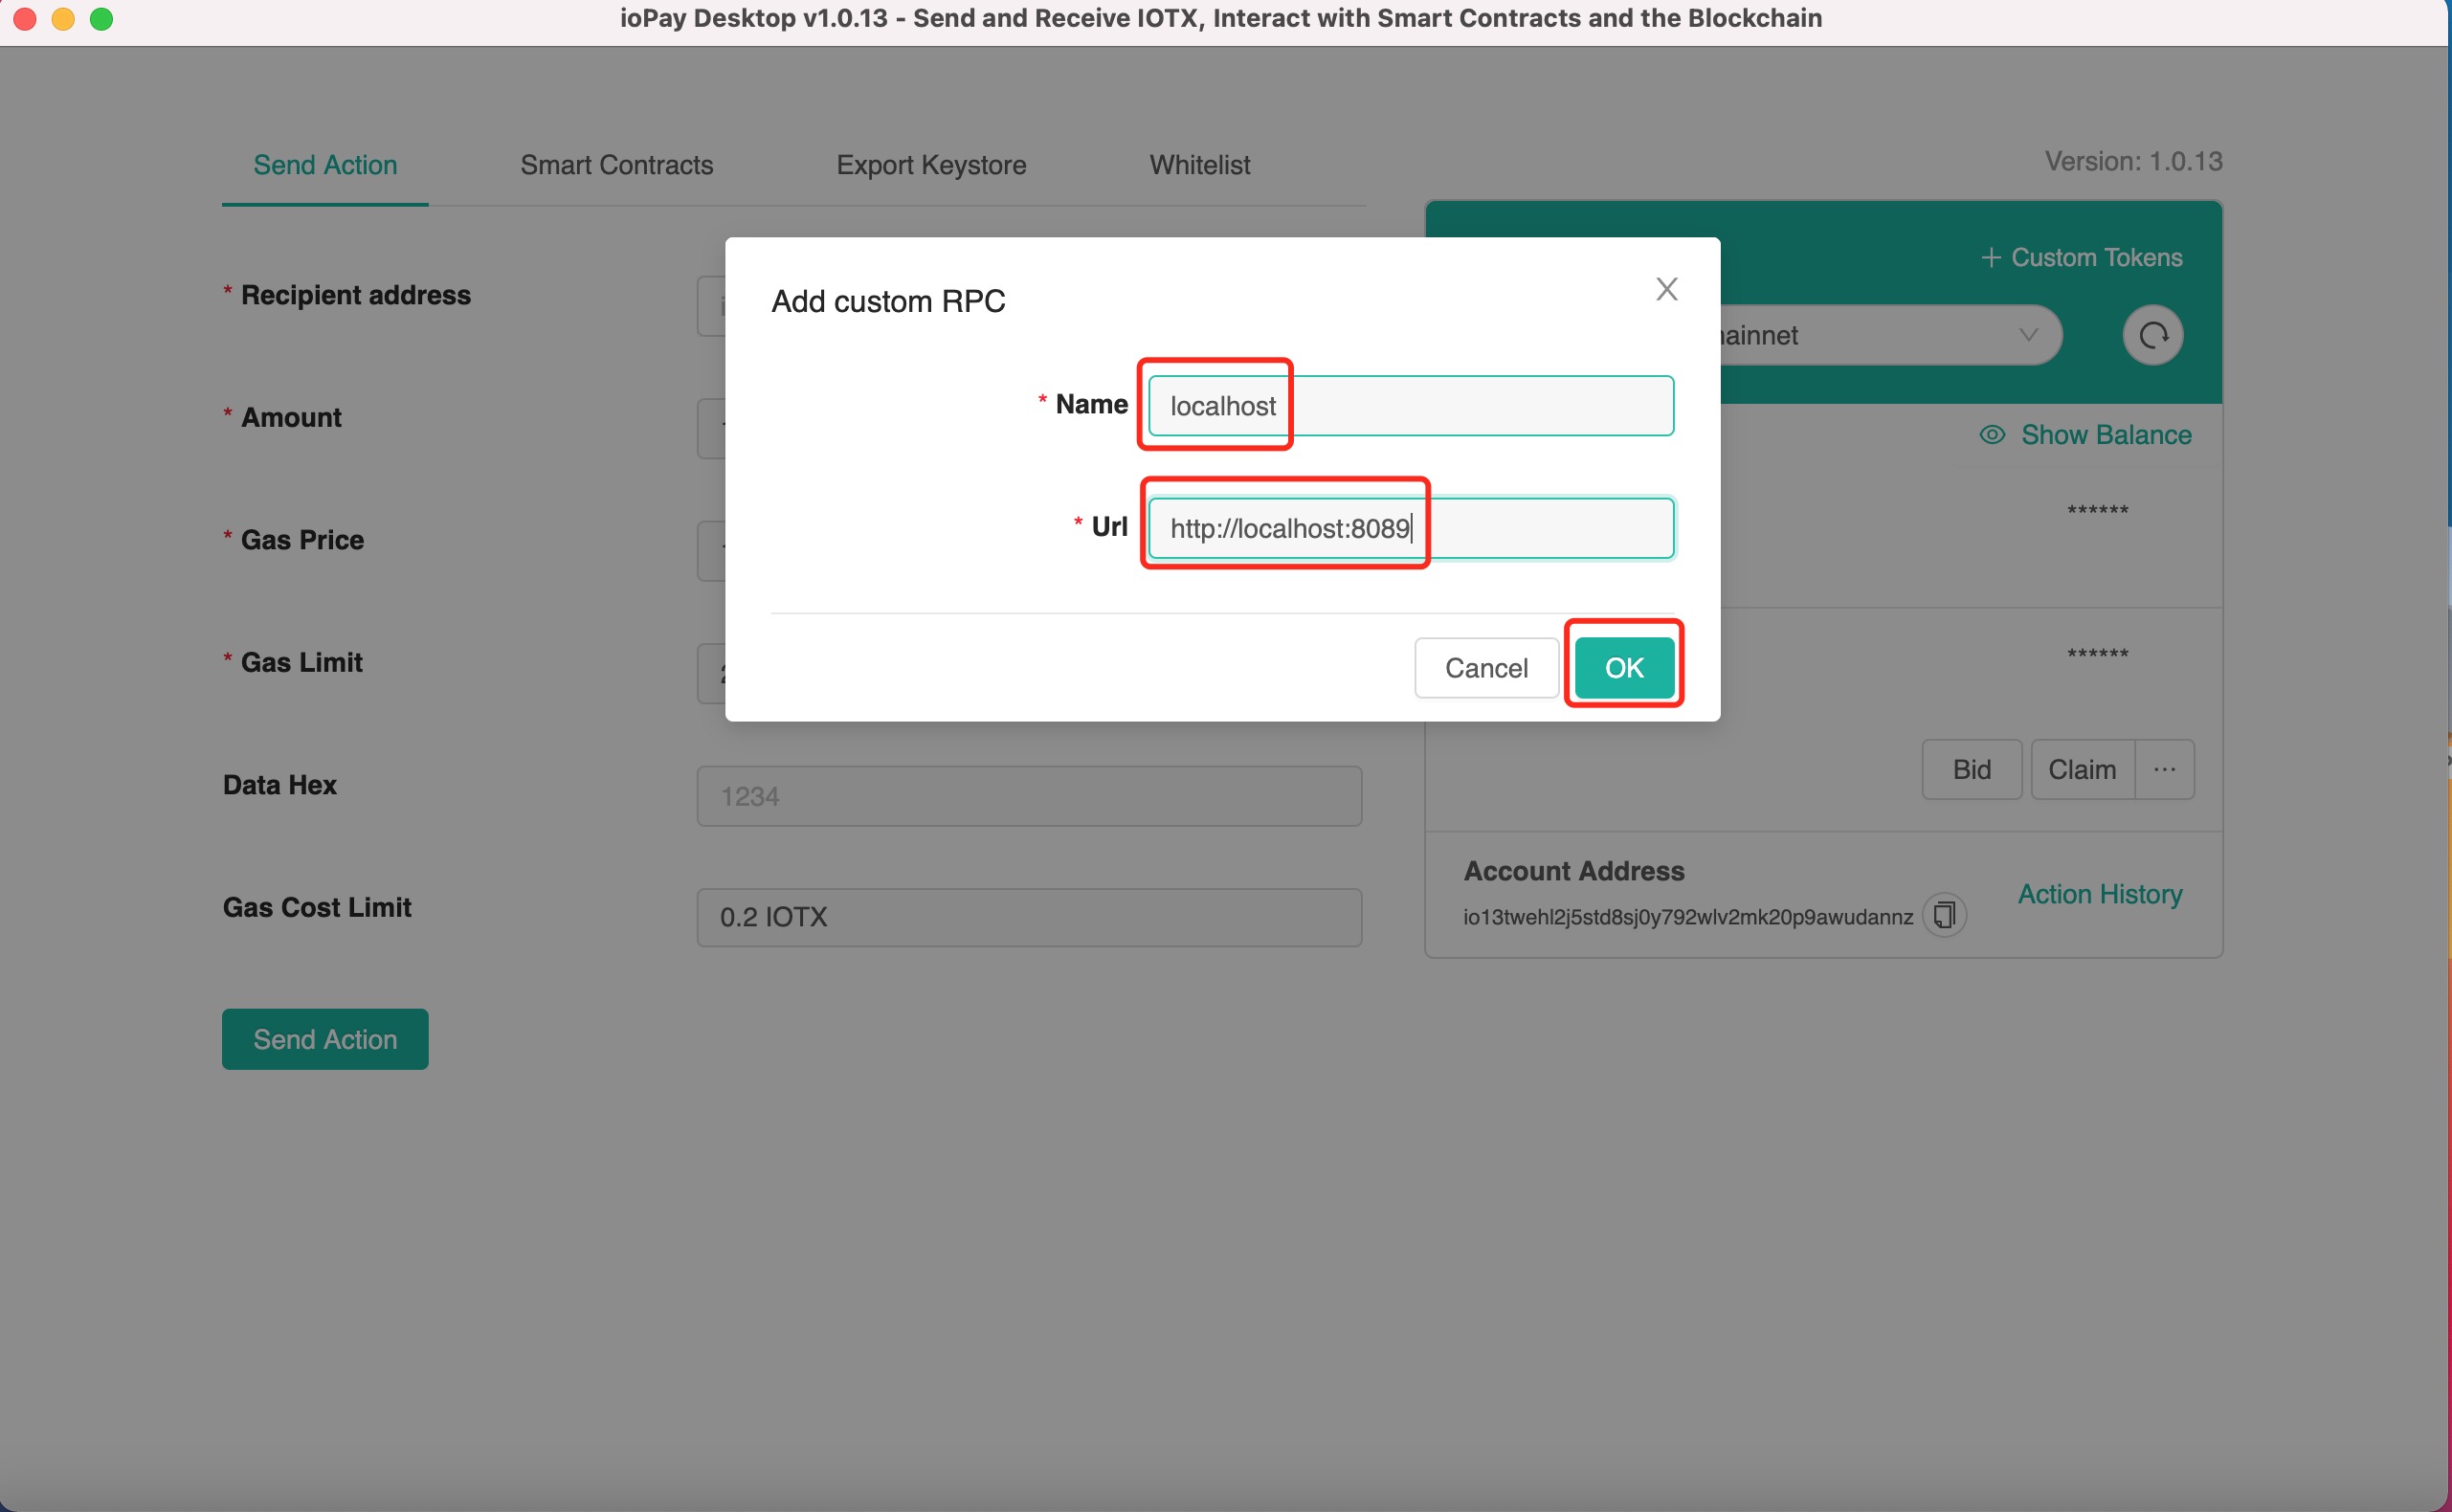 ioPay Desktop v1.0.13 - Send and Receive IOTX, Interact with Smart Contracts and the Blockchain
Send Action
Smart Contracts
Export Keystore
Whitelist
Version: 1.0.13
+ Custom Tokens
Add custom RPC
X
* Recipient address
* Name
localhost
* Amount
Show Balance
* Url
http://localhost:8089
******
* Gas Price
* Gas Limit
Cancel
OK
******
Data Hex
1234
Bid
Claim
···
Account Address
io13twehl2j5std8sj0y792wlv2mk20p9awudannz
Action History
Gas Cost Limit
0.2 IOTX
Send Action